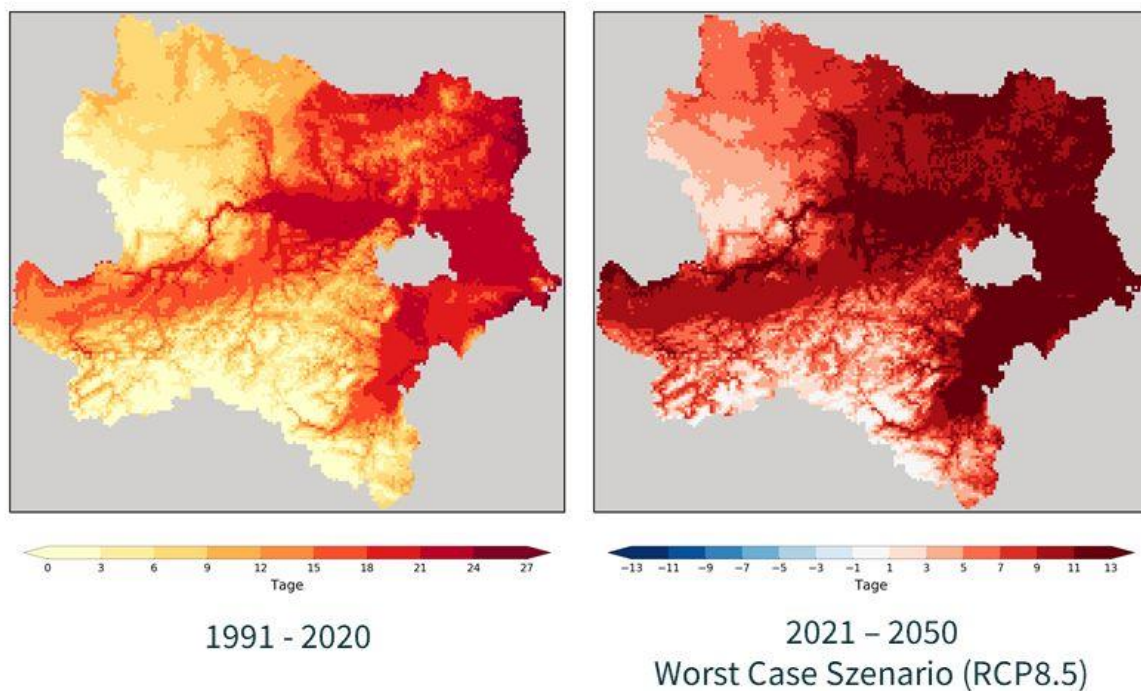 0 3 6 9 12 15 18 21 24 27
Tage
1991 - 2020
−13 −11 −9 −7 −5 −3 −1 1 3 5 7 9 11 13
Tage
2021 – 2050
Worst Case Szenario (RCP8.5)